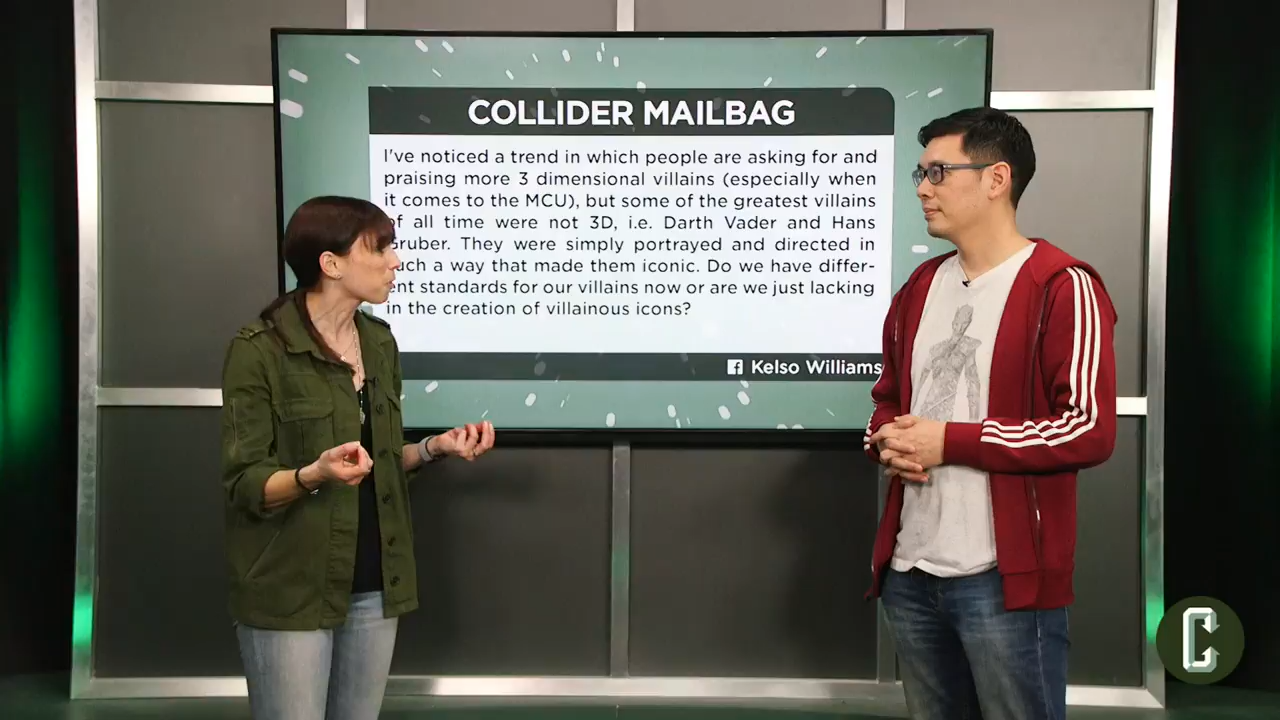 COLLIDER MAILBAG
I've noticed a trend in which people are asking for and
praising more 3 dimensional villains (especially when
it comes to the MCU), but some of the greatest villains
of all time were not 3D, i.e. Darth Vader and Hans
Gruber. They were simply portrayed and directed in
such a way that made them iconic. Do we have differ-
ent standards for our villains now or are we just lacking
in the creation of villainous icons?
Kelso Williams